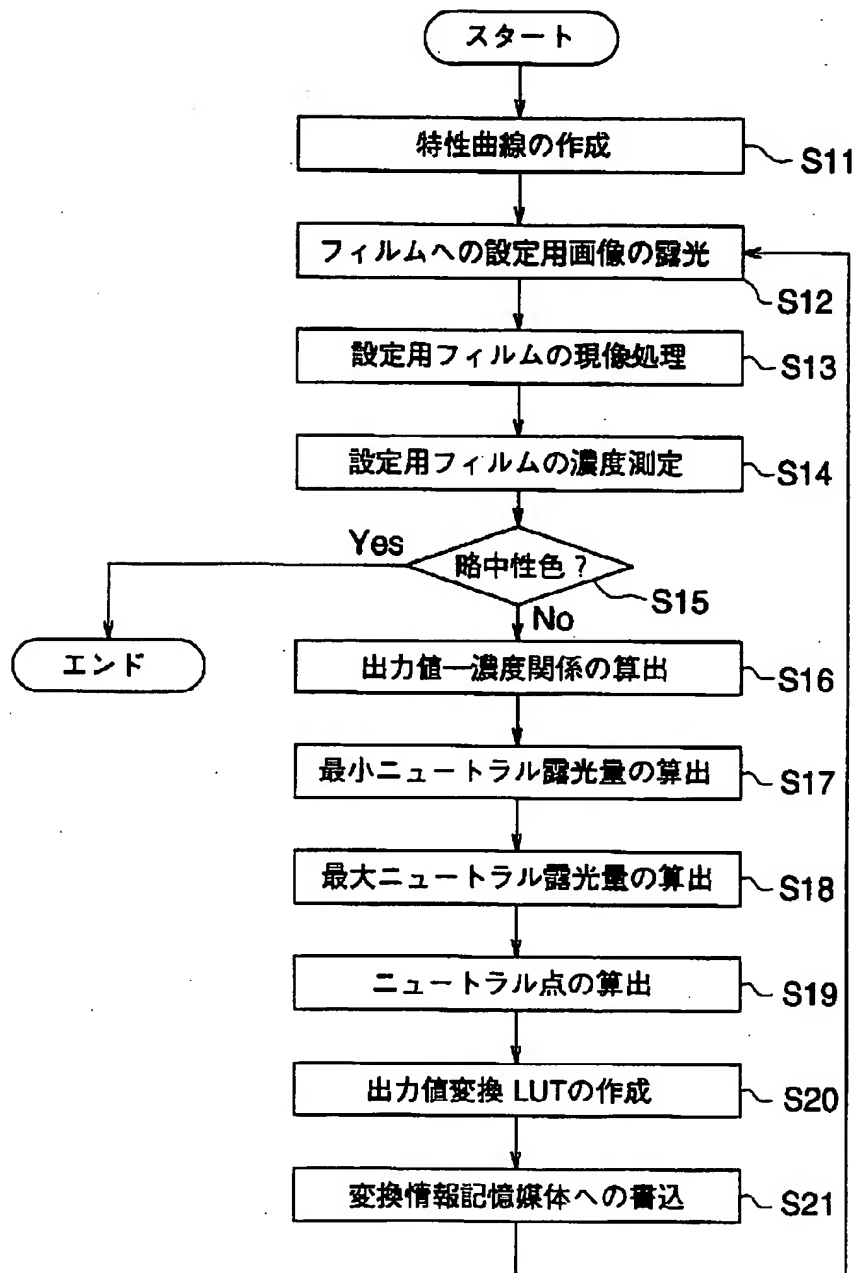 スタート
特性曲線の作成
S11
フィルムへの設定用画像の露光
S12
設定用フィルムの現像処理
S13
設定用フィルムの濃度測定
S14
略中性色？
S15
Yes
No
エンド
出力値—濃度関係の算出
S16
最小ニュートラル露光量の算出
S17
最大ニュートラル露光量の算出
S18
ニュートラル点の算出
S19
出力値変換 LUTの作成
S20
変換情報記憶媒体への書込
S21